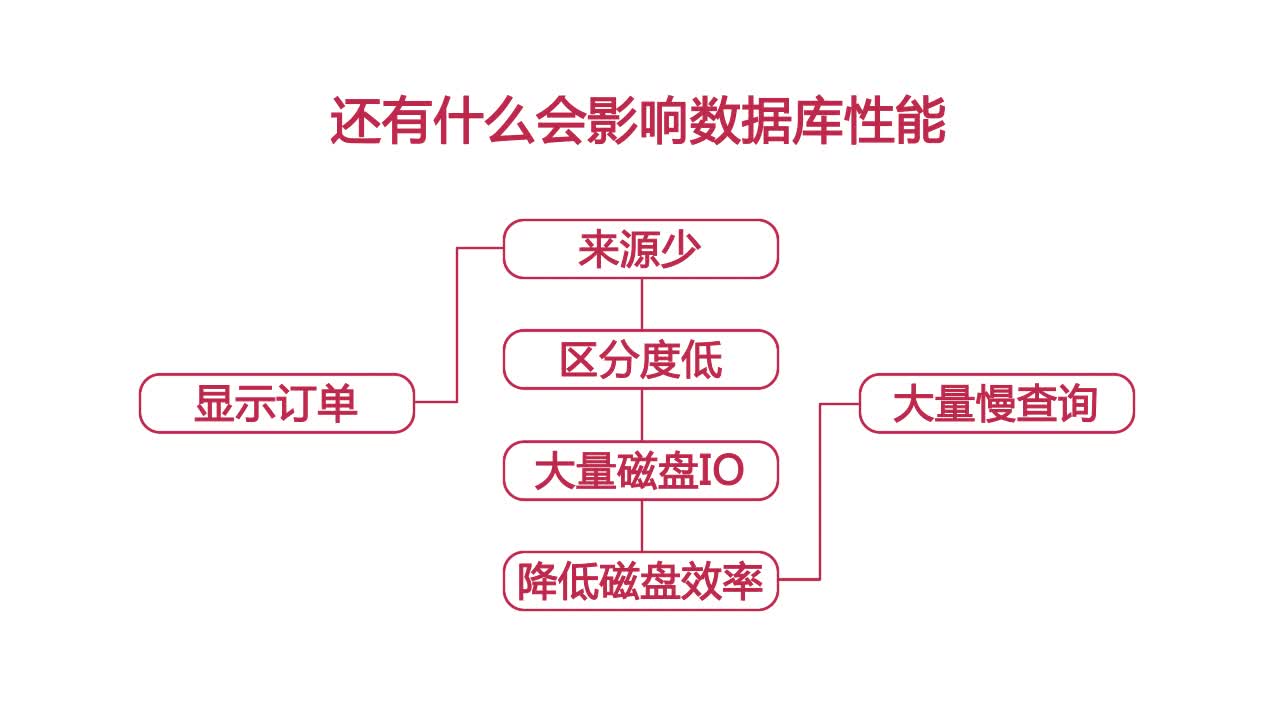 还有什么会影响数据库性能
显示订单
来源少
区分度低
大量磁盘IO
降低磁盘效率
大量慢查询